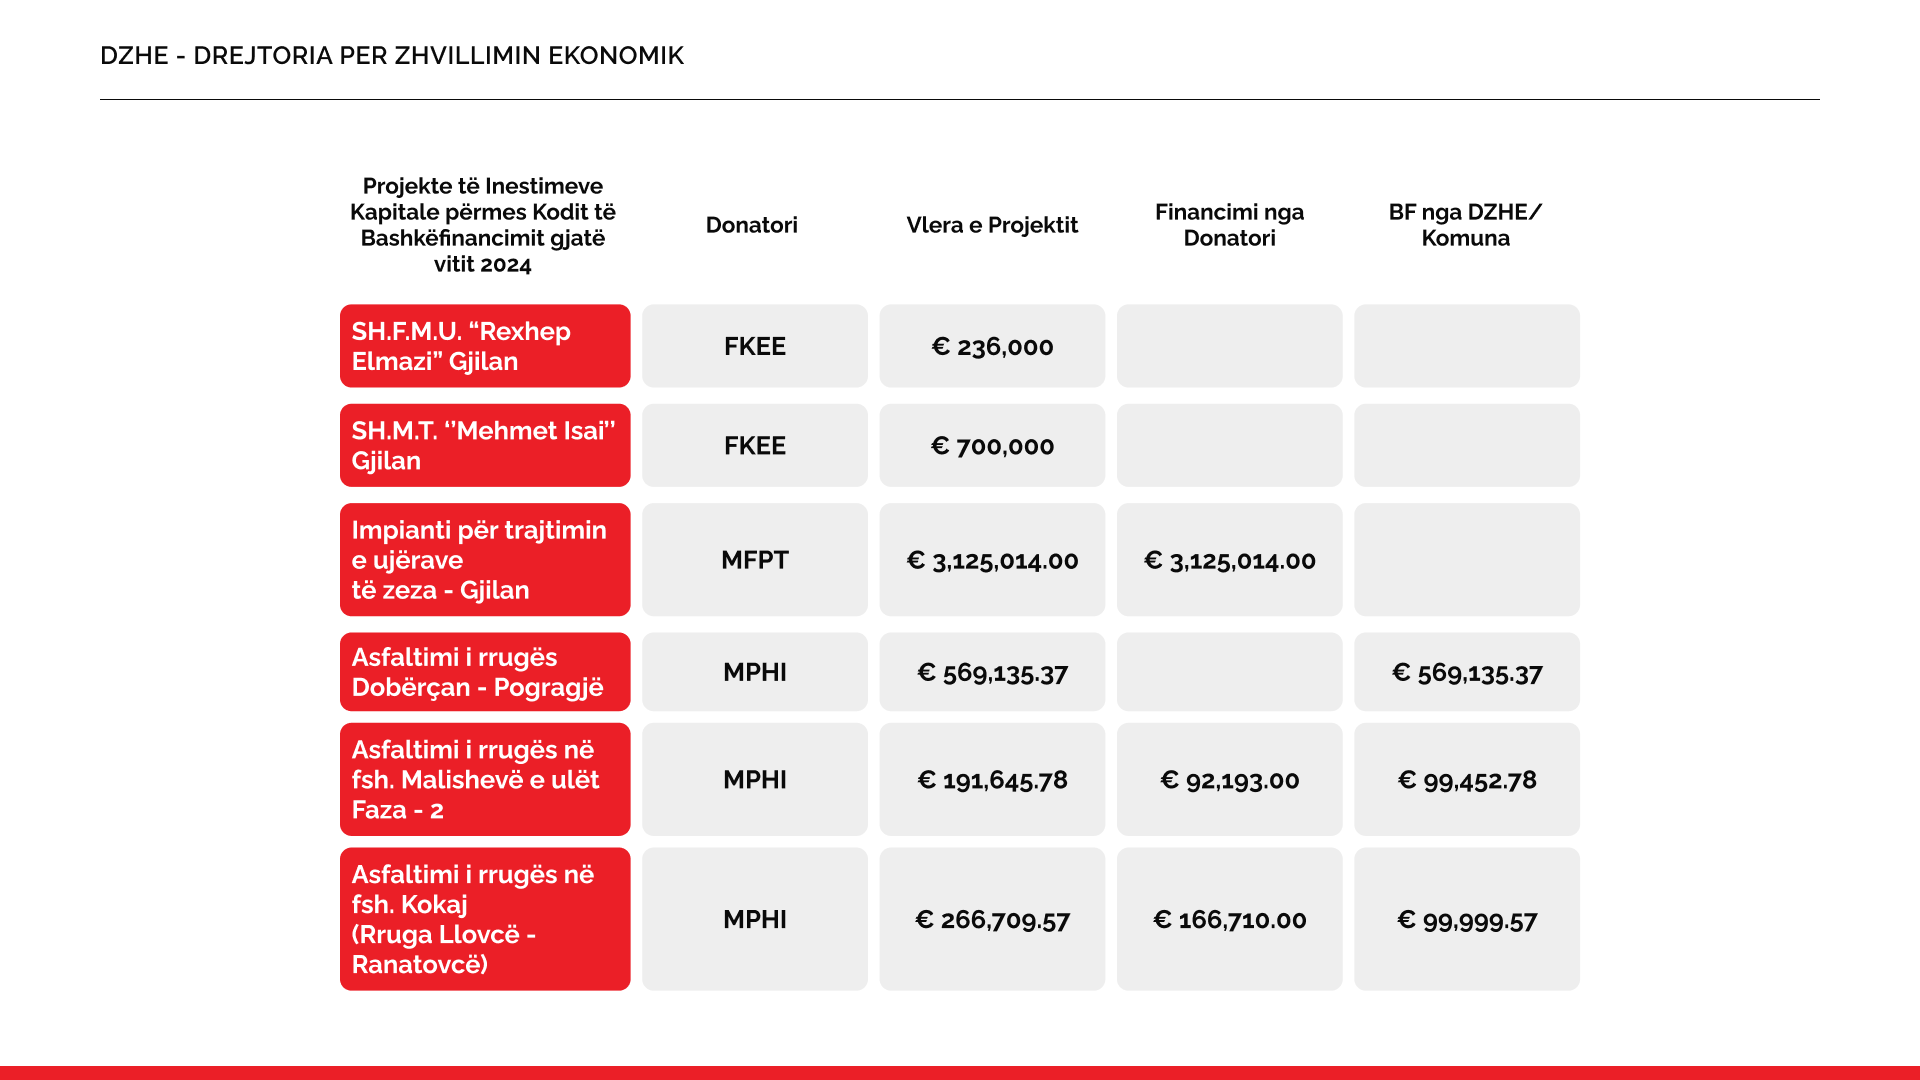 DZHE - DREJTORIA PER ZHVILLIMIN EKONOMIK
Projekte të Inestimeve
Kapitale përmes Kodit të
Bashkëfinancimit gjatë
vitit 2024
Donatori
Vlera e Projektit
Financimi nga
Donatori
BF nga DZHE/
Komuna
SH.F.M.U. “Rexhep
Elmazi” Gjilan
FKEE
€ 236,000
SH.M.T. ‘’Mehmet Isai’’
Gjilan
FKEE
€ 700,000
Impianti për trajtimin
e ujërave
të zeza - Gjilan
MFPT
€ 3,125,014.00
€ 3,125,014.00
Asfaltimi i rrugës
Dobërçan - Pogragjë
MPHI
€ 569,135.37
€ 569,135.37
Asfaltimi i rrugës në
fsh. Malishevë e ulët
Faza - 2
MPHI
€ 191,645.78
€ 92,193.00
€ 99,452.78
Asfaltimi i rrugës në
fsh. Kokaj
(Rruga Llovcë -
Ranatovcë)
MPHI
€ 266,709.57
€ 166,710.00
€ 99,999.57